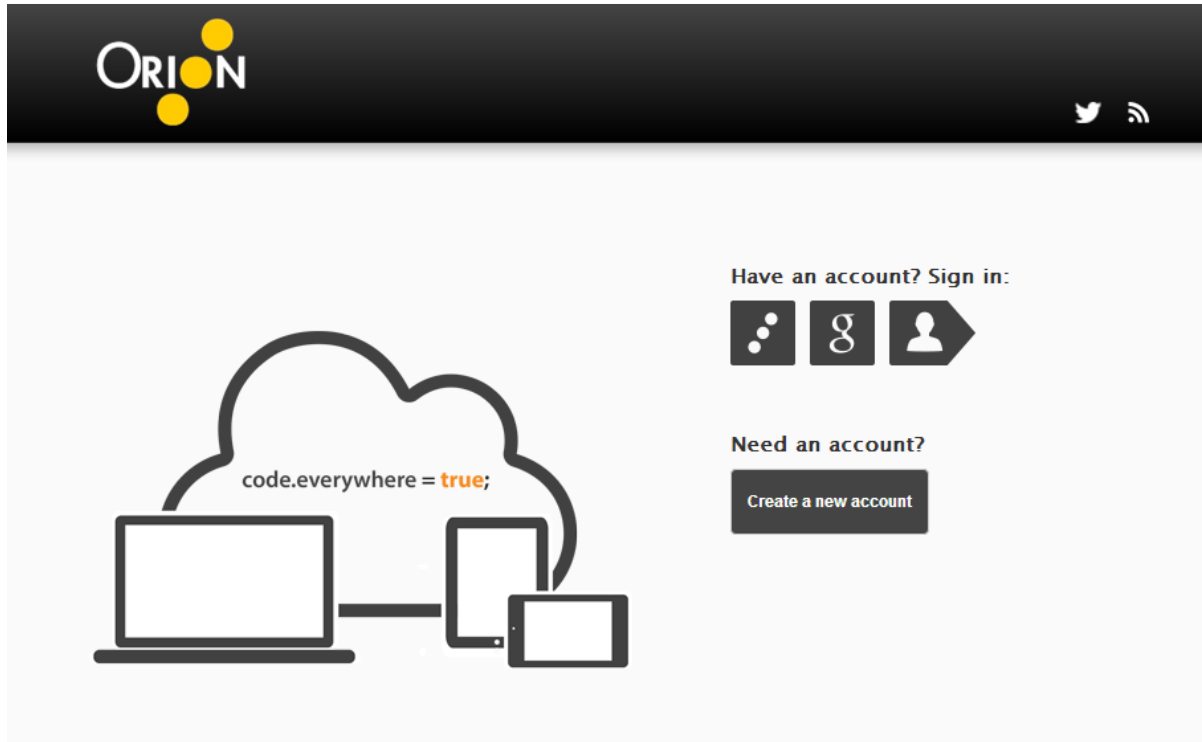 ORION
Have an account? Sign in:
g
code.everywhere = true;
Need an account?
Create a new account